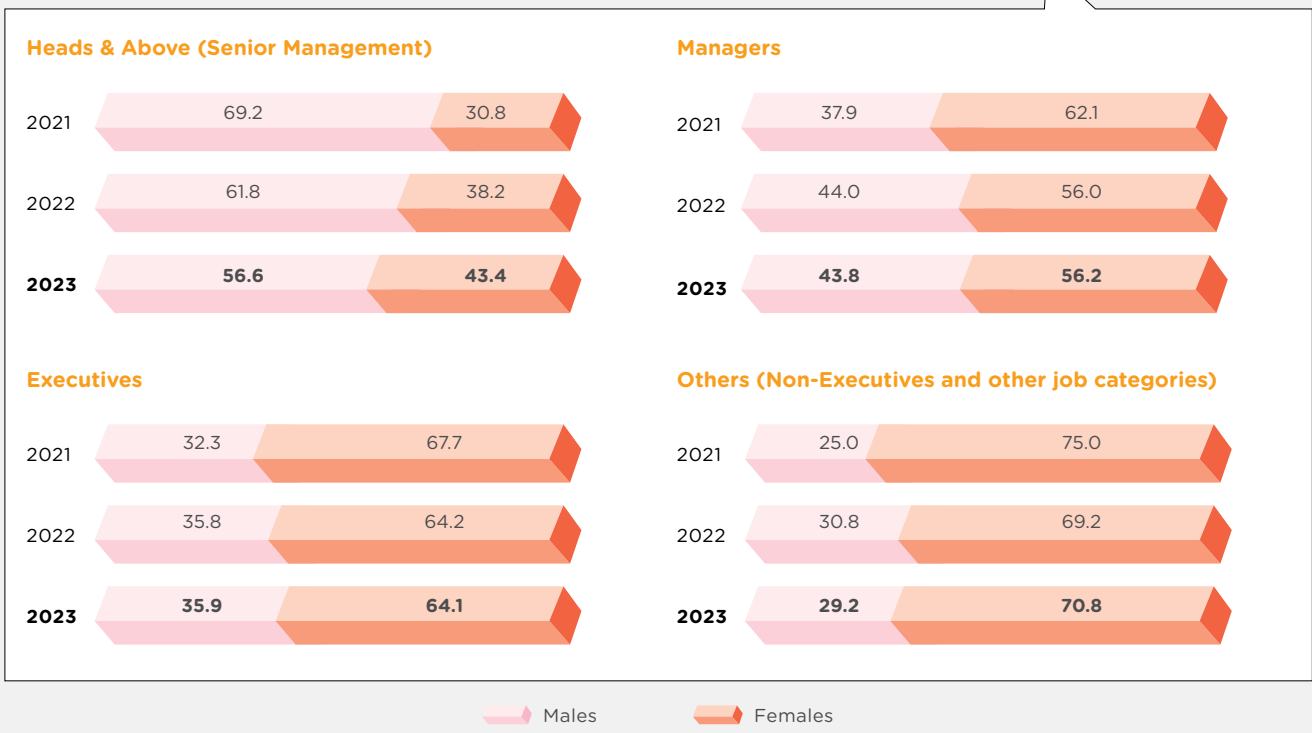 Heads & Above (Senior Management)
2021 69.2 30.8
2022 61.8 38.2
2023 56.6 43.4
Managers
2021 37.9 62.1
2022 44.0 56.0
2023 43.8 56.2
Executives
2021 32.3 67.7
2022 35.8 64.2
2023 35.9 64.1
Others (Non-Executives and other job categories)
2021 25.0 75.0
2022 30.8 69.2
2023 29.2 70.8
Males Females